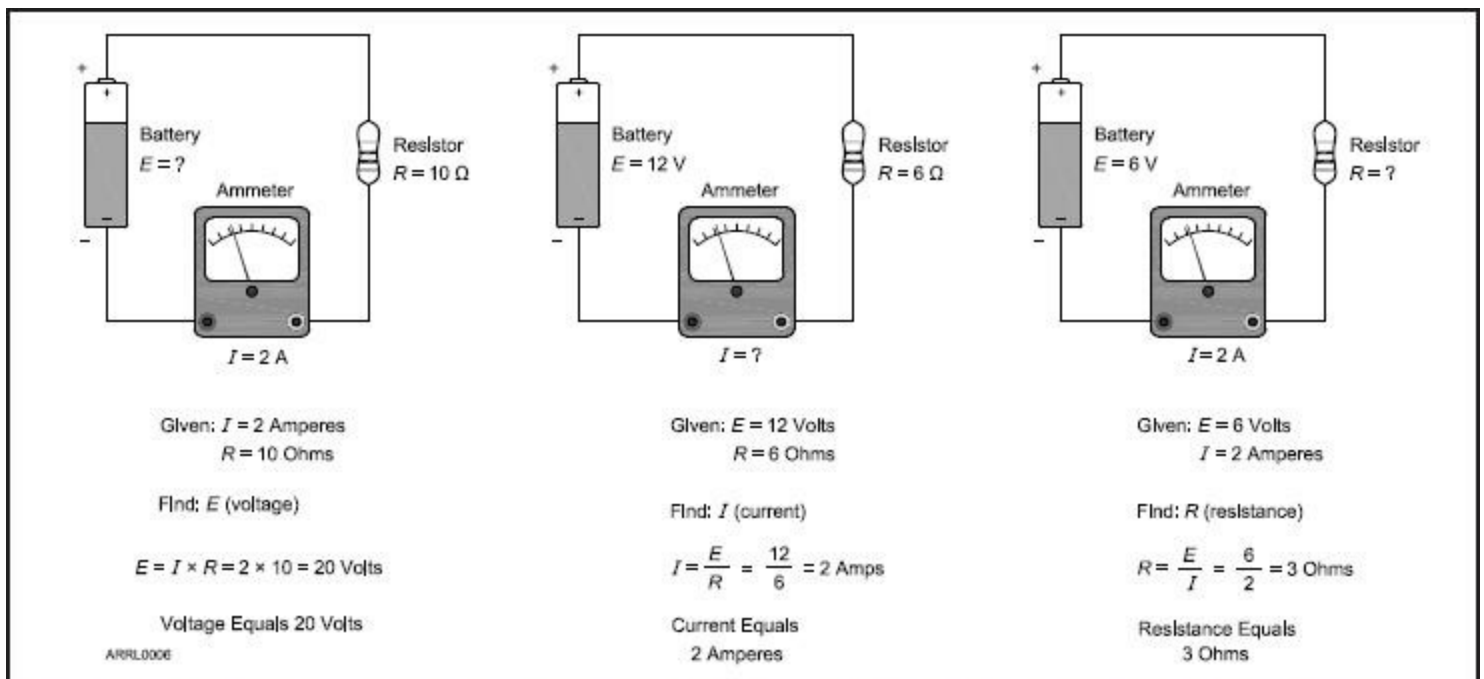 +
+
-
-
Battery
E = ?
Resistor
R = 10 Ω
Ammeter
I = 2 A
Given: I = 2 Amperes
R = 10 Ohms
Find: E (voltage)
E = I × R = 2 × 10 = 20 Volts
Voltage Equals 20 Volts
ARRL0006
+
+
-
-
Battery
E = 12 V
Resistor
R = 6 Ω
Ammeter
I = ?
Given: E = 12 Volts
R = 6 Ohms
Find: I (current)
I = E/R = 12/6 = 2 Amps
Current Equals
2 Amperes
+
+
-
-
Battery
E = 6 V
Resistor
R = ?
Ammeter
I = 2 A
Given: E = 6 Volts
I = 2 Amperes
Find: R (resistance)
R = E/I = 6/2 = 3 Ohms
Resistance Equals
3 Ohms